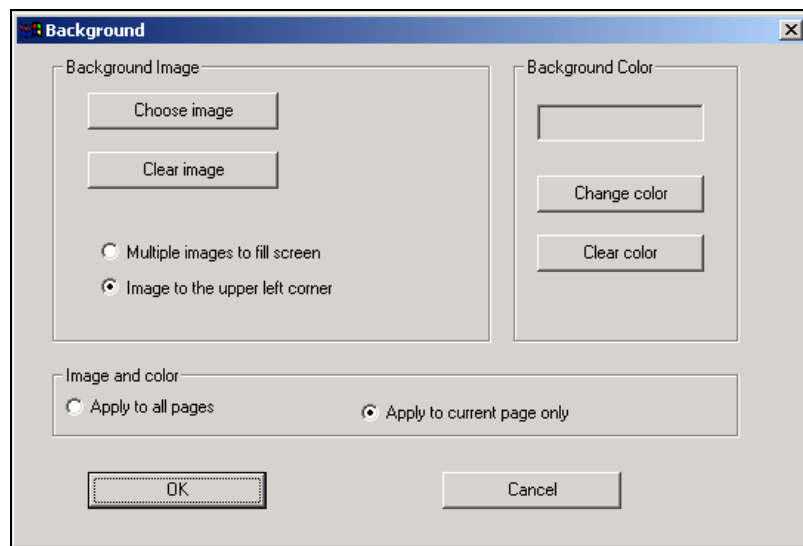 Background
Background Image
Choose image
Clear image
Multiple images to fill screen
Image to the upper left corner
Background Color
Change color
Clear color
Image and color
Apply to all pages
Apply to current page only
OK
Cancel